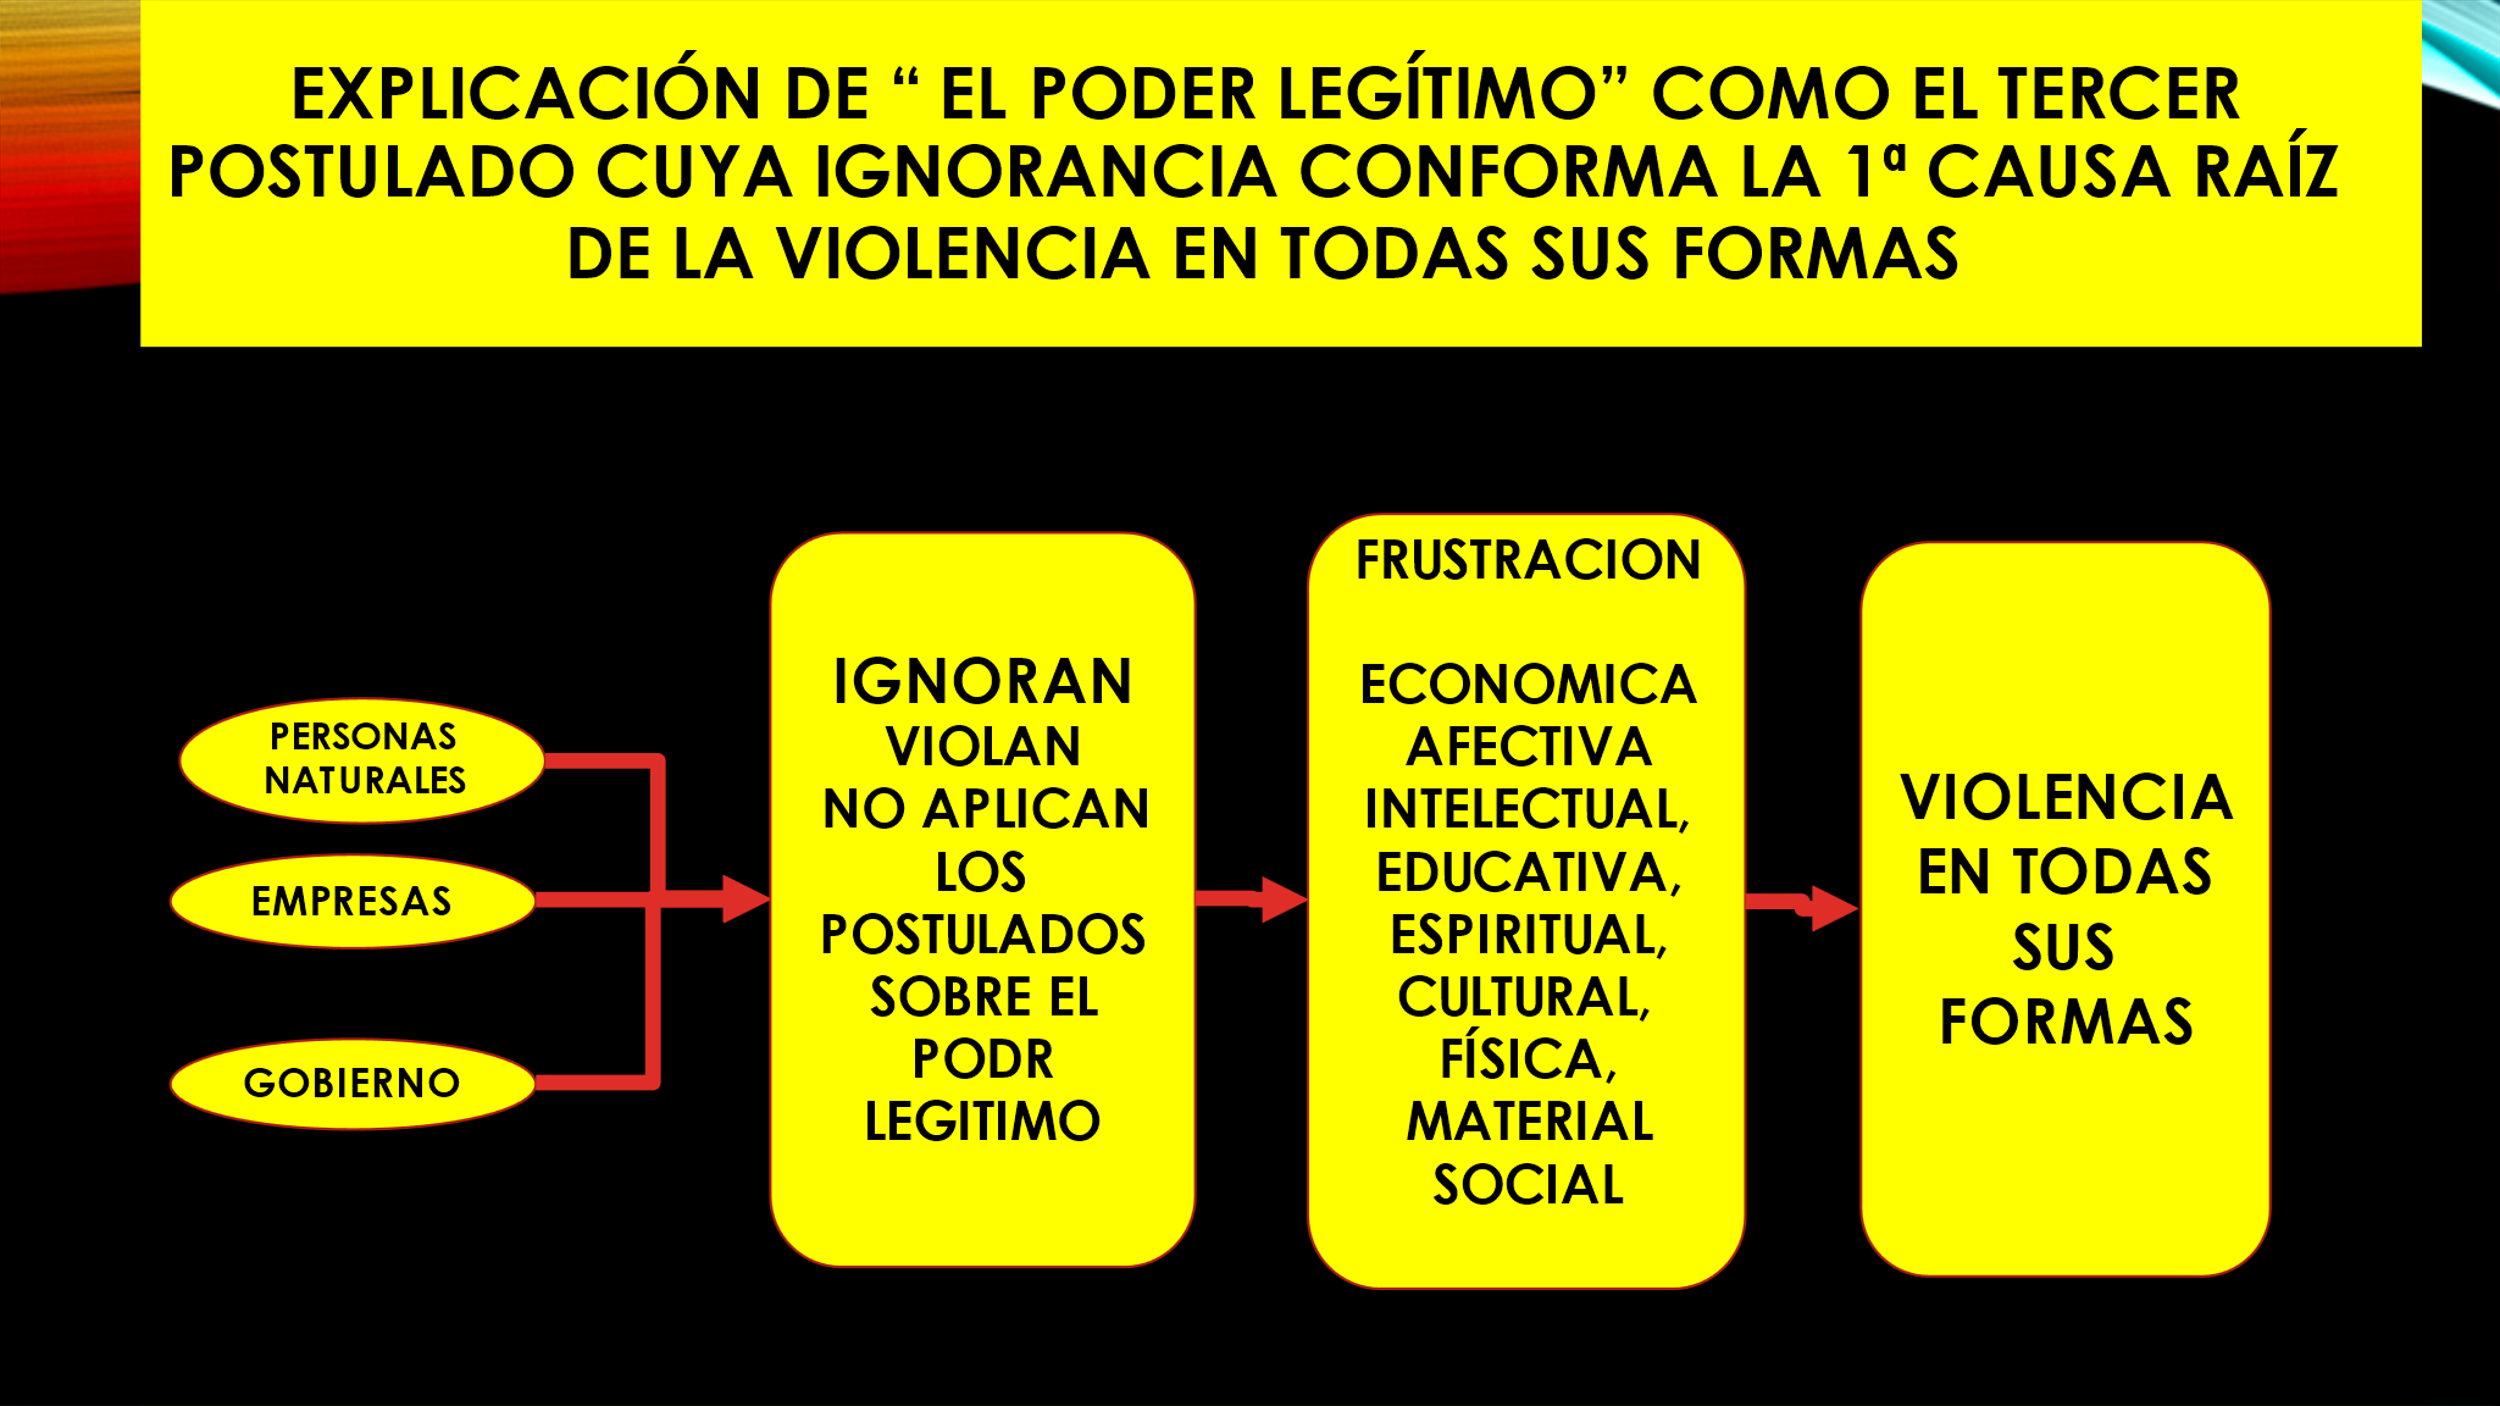 EXPLICACIÓN DE “ EL PODER LEGÍTIMO” COMO EL TERCER
POSTULADO CUYA IGNORANCIA CONFORMA LA 1ª CAUSA RAÍZ
DE LA VIOLENCIA EN TODAS SUS FORMAS
PERSONAS
NATURALES
EMPRESAS
GOBIERNO
IGNORAN
VIOLAN
NO APLICAN
LOS
POSTULADOS
SOBRE EL
PODR
LEGITIMO
FRUSTRACION
ECONOMICA
AFECTIVA
INTELECTUAL,
EDUCATIVA,
ESPIRITUAL,
CULTURAL,
FÍSICA,
MATERIAL
SOCIAL
VIOLENCIA
EN TODAS
SUS
FORMAS